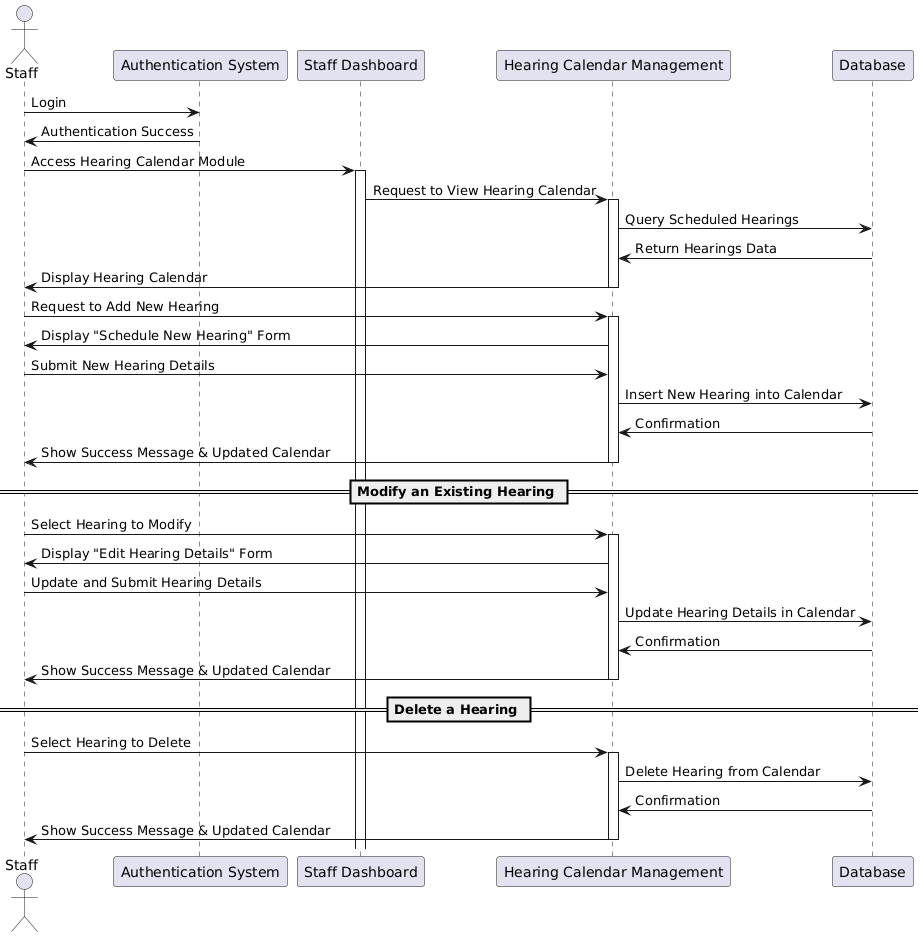 Staff
Authentication System
Staff Dashboard
Hearing Calendar Management
Database
Login
Authentication Success
Access Hearing Calendar Module
Request to View Hearing Calendar
Query Scheduled Hearings
Return Hearings Data
Display Hearing Calendar
Request to Add New Hearing
Display "Schedule New Hearing" Form
Submit New Hearing Details
Insert New Hearing into Calendar
Confirmation
Show Success Message & Updated Calendar
Modify an Existing Hearing
Select Hearing to Modify
Display "Edit Hearing Details" Form
Update and Submit Hearing Details
Update Hearing Details in Calendar
Confirmation
Show Success Message & Updated Calendar
Delete a Hearing
Select Hearing to Delete
Delete Hearing from Calendar
Confirmation
Show Success Message & Updated Calendar
Staff
Authentication System
Staff Dashboard
Hearing Calendar Management
Database